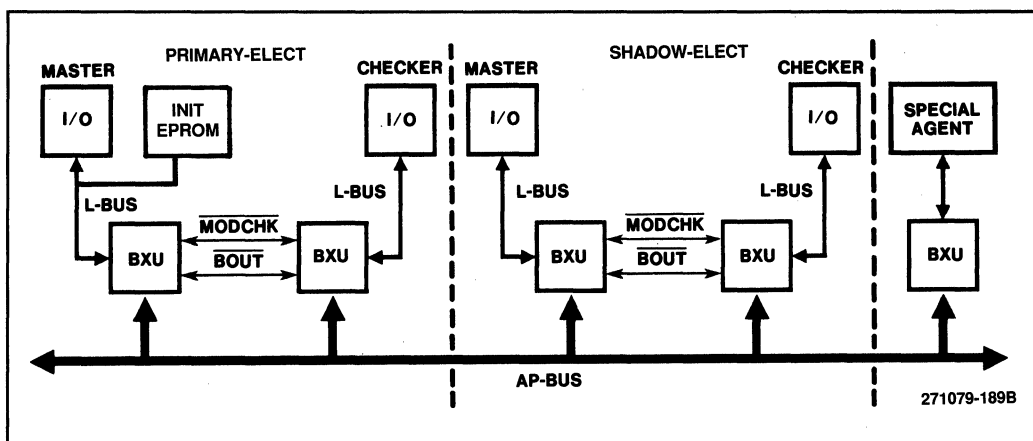 PRIMARY-ELECT
SHADOW-ELECT
MASTER
CHECKER
MASTER
CHECKER
I/O
INIT
EPROM
I/O
I/O
I/O
SPECIAL
AGENT
L-BUS
L-BUS
L-BUS
L-BUS
MODCHK
BOUT
MODCHK
BOUT
BXU
BXU
BXU
BXU
BXU
AP-BUS
271079-189B